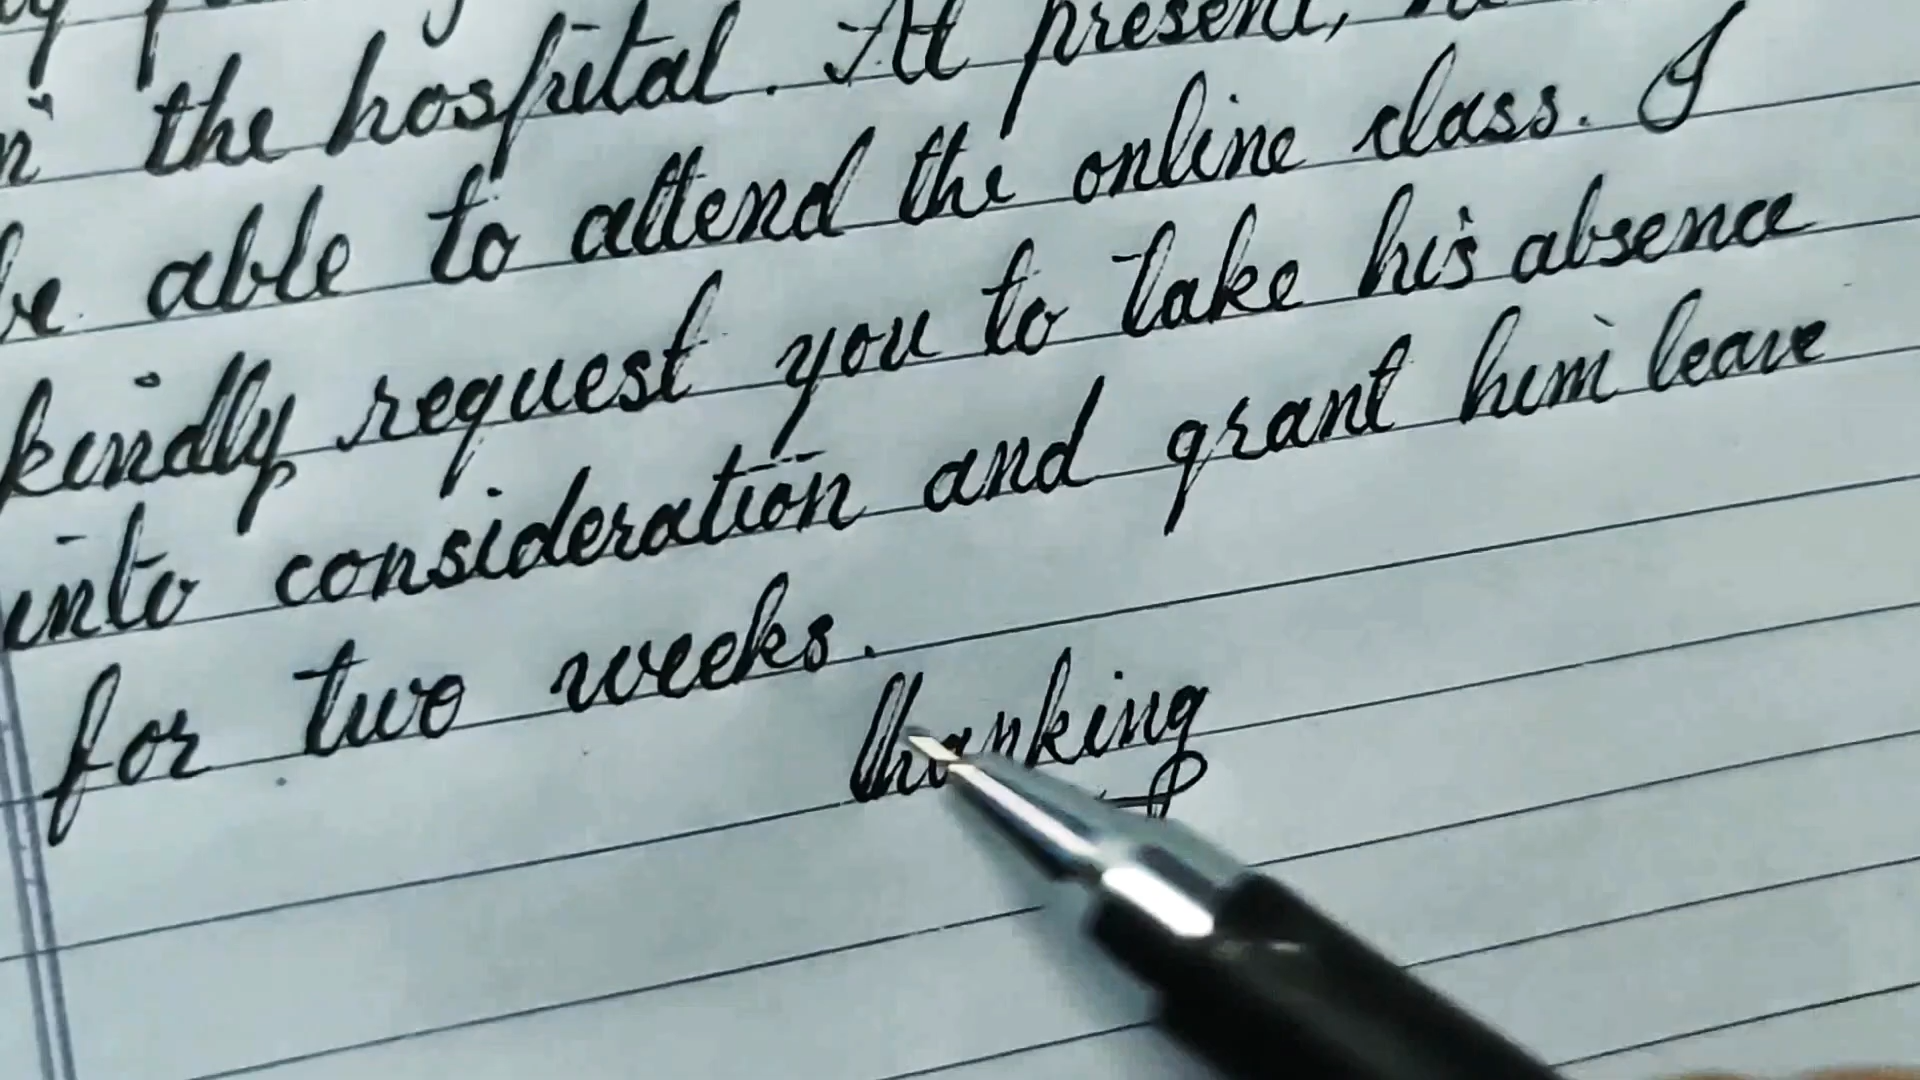 the hospital. At present,
be able to attend the online class. I
kindly request you to take his absence
into consideration and grant him leave
for two weeks.
Thanking